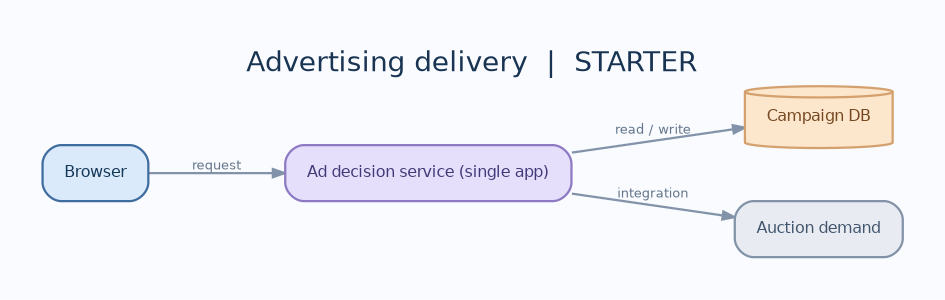 Advertising delivery  |  STARTER
Campaign DB
read / write
request
Browser
Ad decision service (single app)
integration
Auction demand